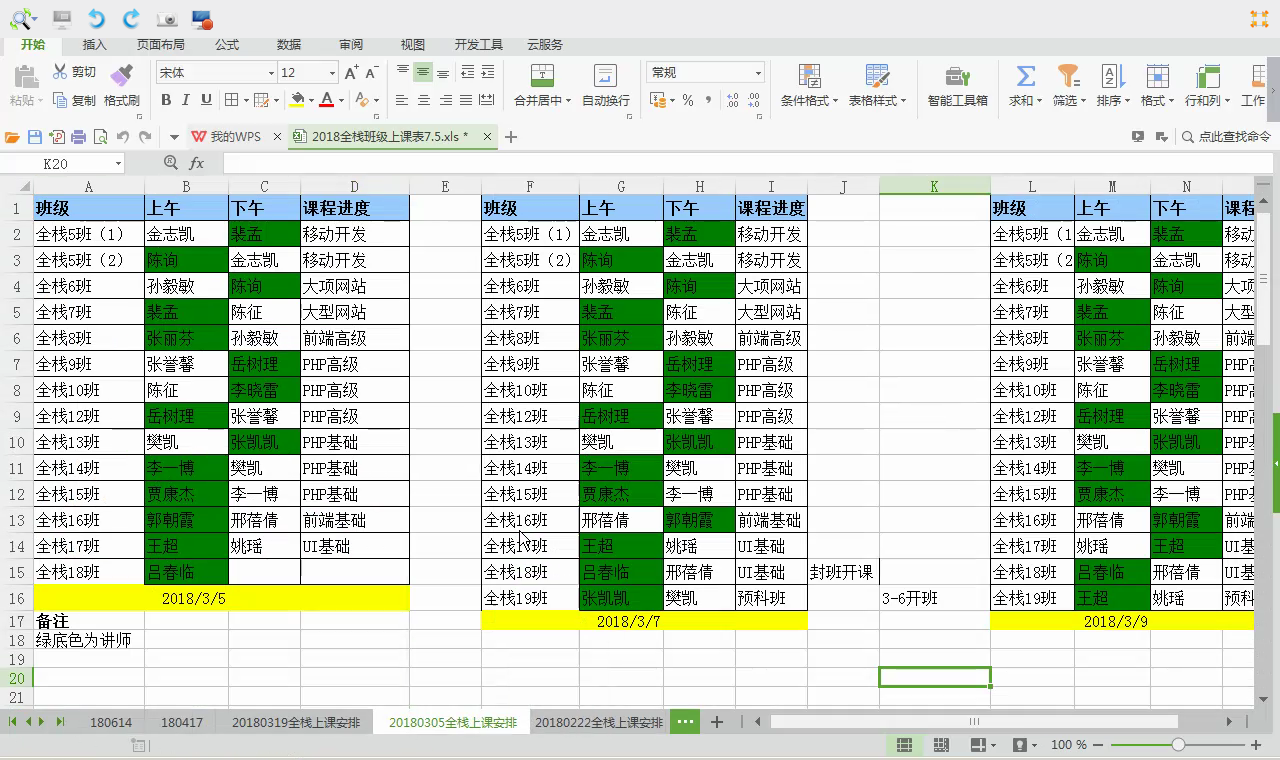 开始 插入 页面布局 公式 数据 审阅 视图 开发工具 云服务
剪切 宋体 12 常规
粘贴 复制 格式刷 B I U A 合并居中 自动换行 % 条件格式 表格样式 智能工具箱 求和 筛选 排序 格式 行和列 工作
我的WPS 2018全栈班级上课表7.5.xls * 点此查找命令
K20 fx
A B C D E F G H I J K L M N
1 班级 上午 下午 课程进度 班级 上午 下午 课程进度 班级 上午 下午 课程
2 全栈5班（1） 金志凯 裴孟 移动开发 全栈5班（1） 金志凯 裴孟 移动开发 全栈5班（1 金志凯 裴孟 移动
3 全栈5班（2） 陈询 金志凯 移动开发 全栈5班（2） 陈询 金志凯 移动开发 全栈5班（2 陈询 金志凯 移动
4 全栈6班 孙毅敏 陈询 大项网站 全栈6班 孙毅敏 陈询 大项网站 全栈6班 孙毅敏 陈询 大项
5 全栈7班 裴孟 陈征 大型网站 全栈7班 裴孟 陈征 大型网站 全栈7班 裴孟 陈征 大型
6 全栈8班 张丽芬 孙毅敏 前端高级 全栈8班 张丽芬 孙毅敏 前端高级 全栈8班 张丽芬 孙毅敏 前端
7 全栈9班 张誉馨 岳树理 PHP高级 全栈9班 张誉馨 岳树理 PHP高级 全栈9班 张誉馨 岳树理 PHP高
8 全栈10班 陈征 李晓雷 PHP高级 全栈10班 陈征 李晓雷 PHP高级 全栈10班 陈征 李晓雷 PHP高
9 全栈12班 岳树理 张誉馨 PHP高级 全栈12班 岳树理 张誉馨 PHP高级 全栈12班 岳树理 张誉馨 PHP高
10 全栈13班 樊凯 张凯凯 PHP基础 全栈13班 樊凯 张凯凯 PHP基础 全栈13班 樊凯 张凯凯 PHP基
11 全栈14班 李一博 樊凯 PHP基础 全栈14班 李一博 樊凯 PHP基础 全栈14班 李一博 樊凯 PHP基
12 全栈15班 贾康杰 李一博 PHP基础 全栈15班 贾康杰 李一博 PHP基础 全栈15班 贾康杰 李一博 PHP基
13 全栈16班 郭朝霞 邢蓓倩 前端基础 全栈16班 邢蓓倩 郭朝霞 前端基础 全栈16班 邢蓓倩 郭朝霞 前端
14 全栈17班 王超 姚瑶 UI基础 全栈17班 王超 姚瑶 UI基础 全栈17班 姚瑶 王超 UI基
15 全栈18班 吕春临 全栈18班 吕春临 邢蓓倩 UI基础 封班开课 全栈18班 吕春临 邢蓓倩 UI基
16 2018/3/5 全栈19班 张凯凯 樊凯 预科班 3-6开班 全栈19班 王超 姚瑶 预科
17 备注 2018/3/7 2018/3/9
18 绿底色为讲师
19
20
21
180614 180417 20180319全栈上课安排 20180305全栈上课安排 20180222全栈上课安排
100 %